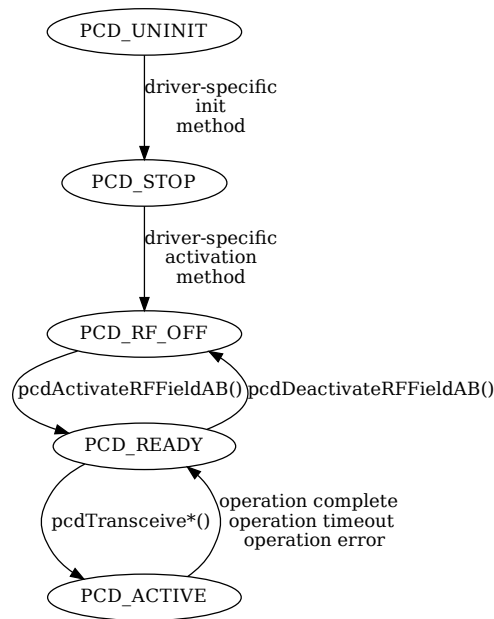 PCD_UNINIT
driver-specific
init
method
PCD_STOP
driver-specific
activation
method
PCD_RF_OFF
pcdActivateRFFieldAB()
pcdDeactivateRFFieldAB()
PCD_READY
pcdTransceive*()
operation complete
operation timeout
operation error
PCD_ACTIVE